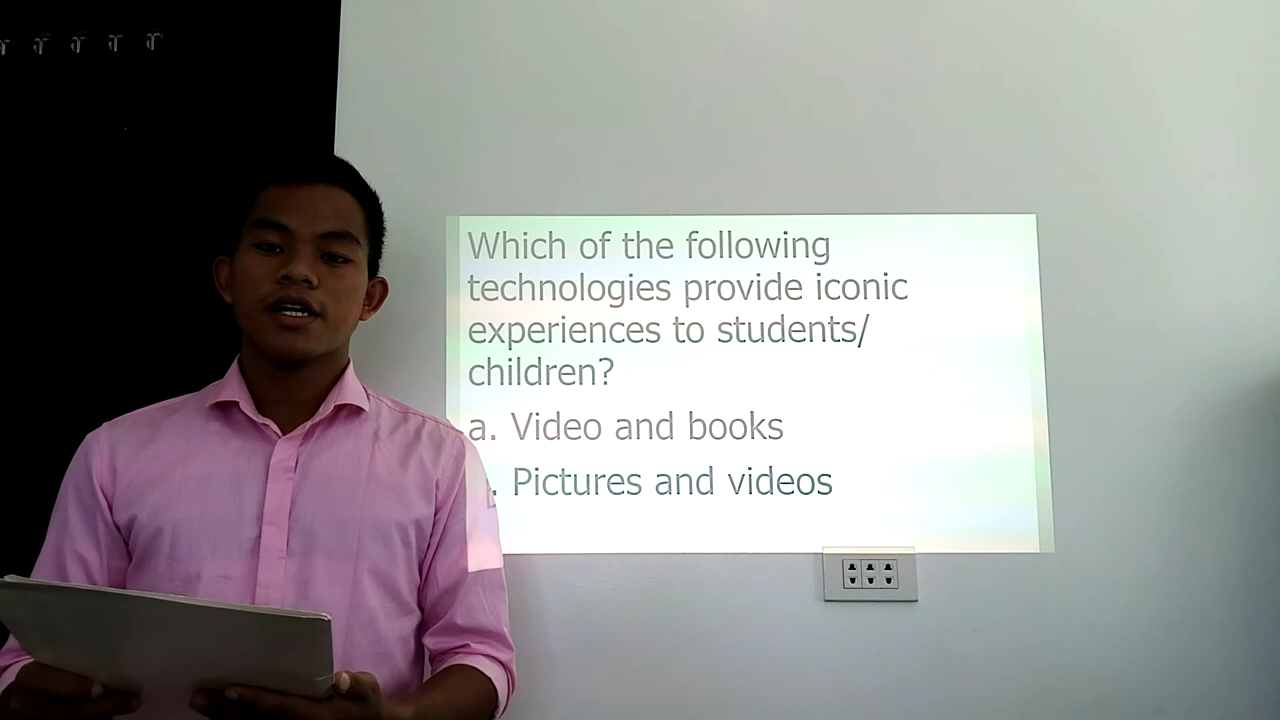 Which of the following
technologies provide iconic
experiences to students/
children?
a. Video and books
. Pictures and videos